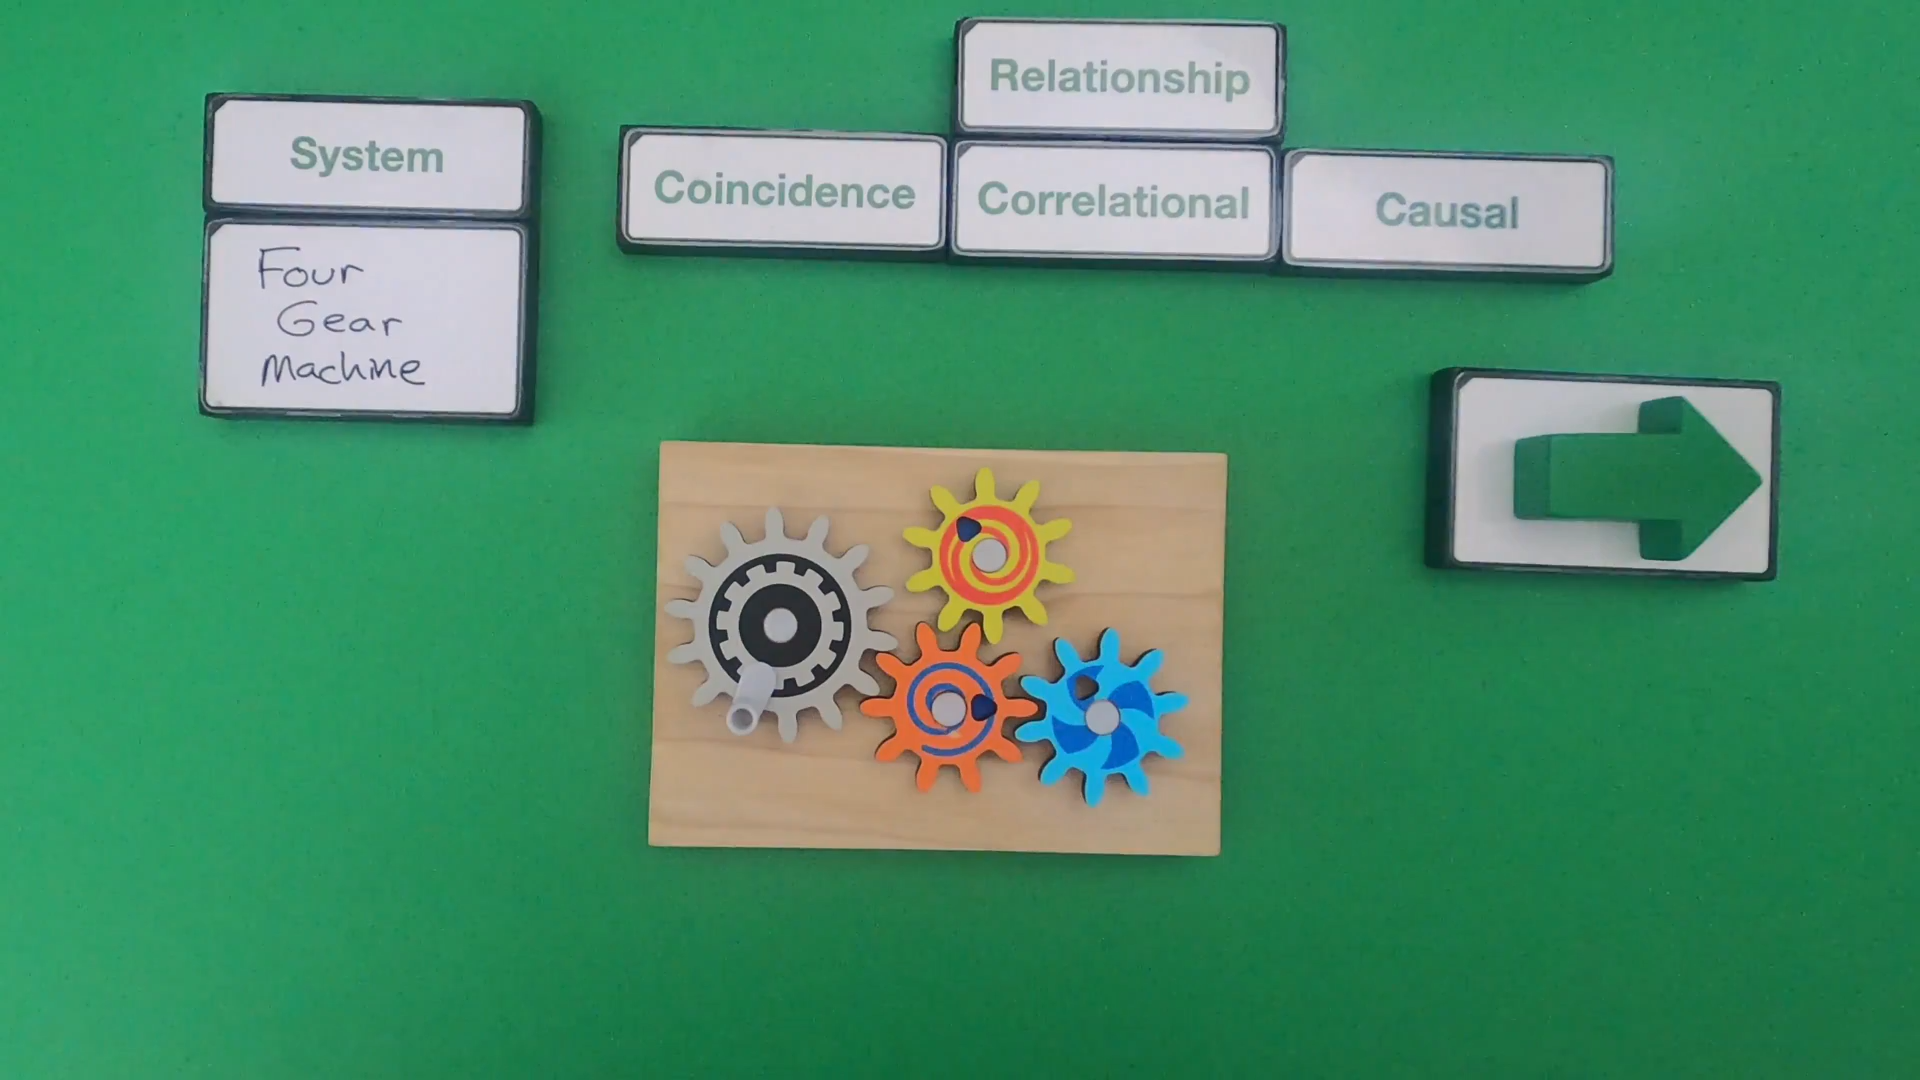 System
Four
Gear
Machine
Relationship
Coincidence
Correlational
Causal